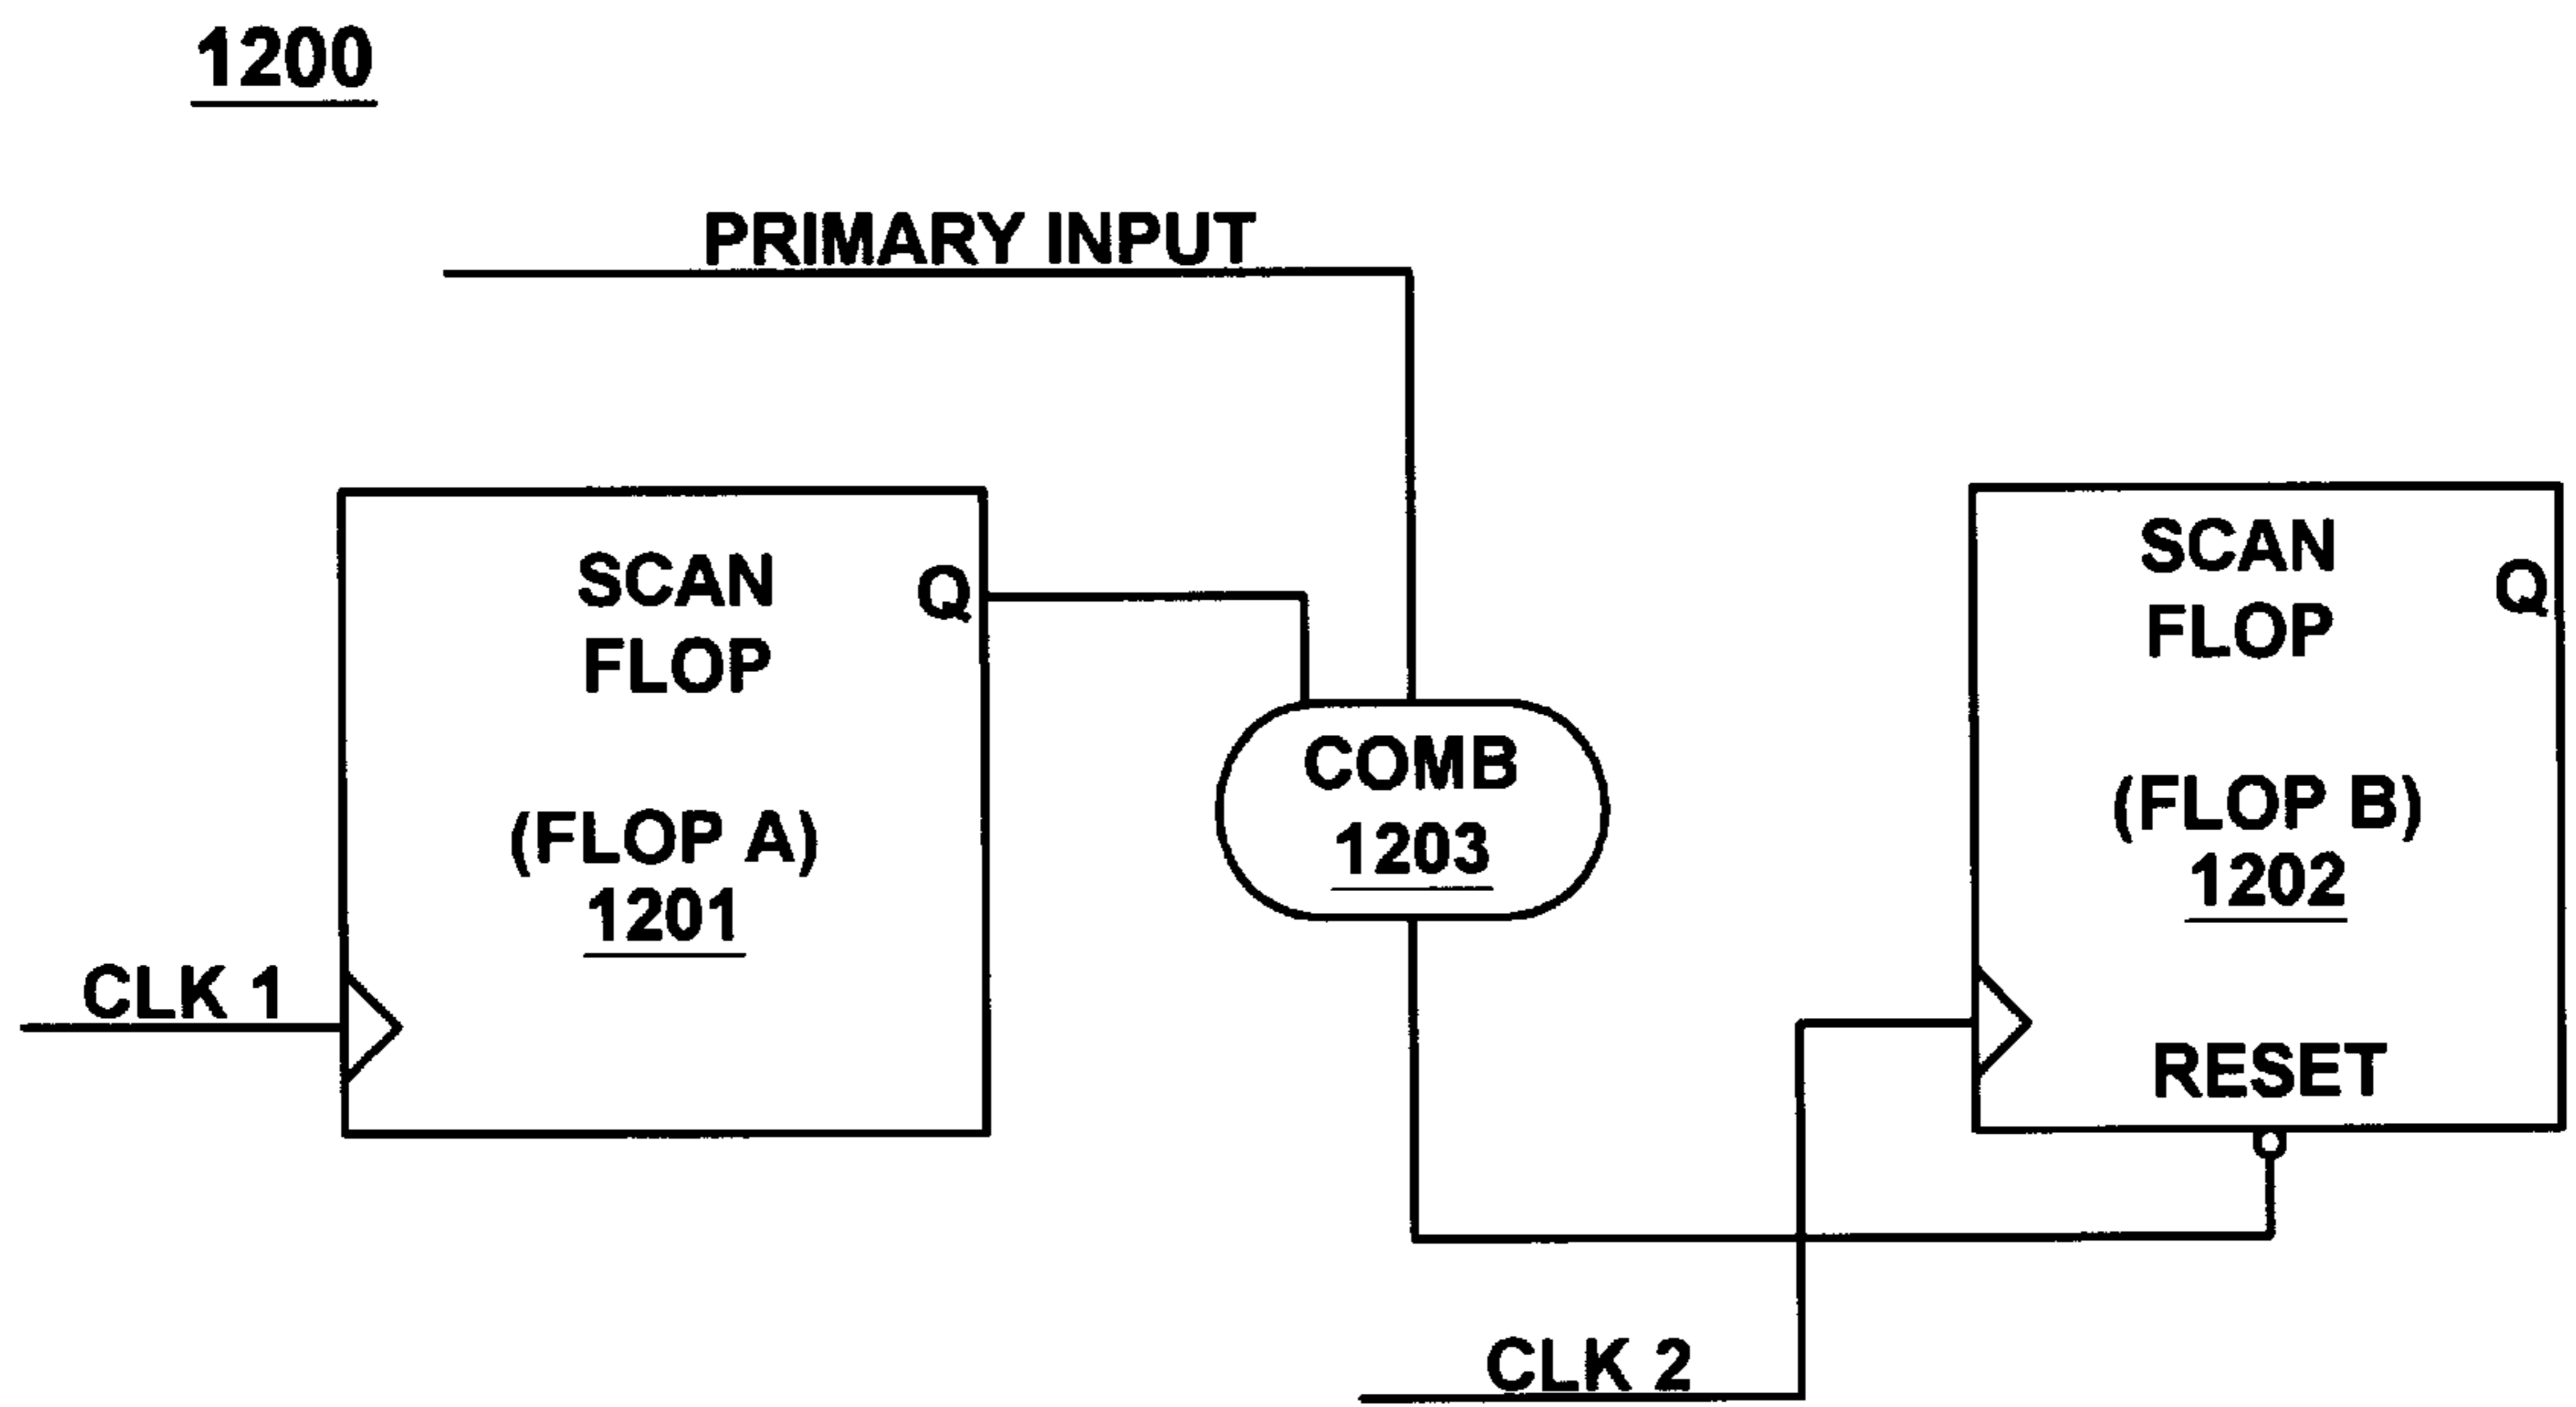 1200
PRIMARY INPUT
SCAN
FLOP
Q
(FLOP A)
1201
CLK 1
COMB
1203
SCAN
FLOP
Q
(FLOP B)
1202
RESET
CLK 2